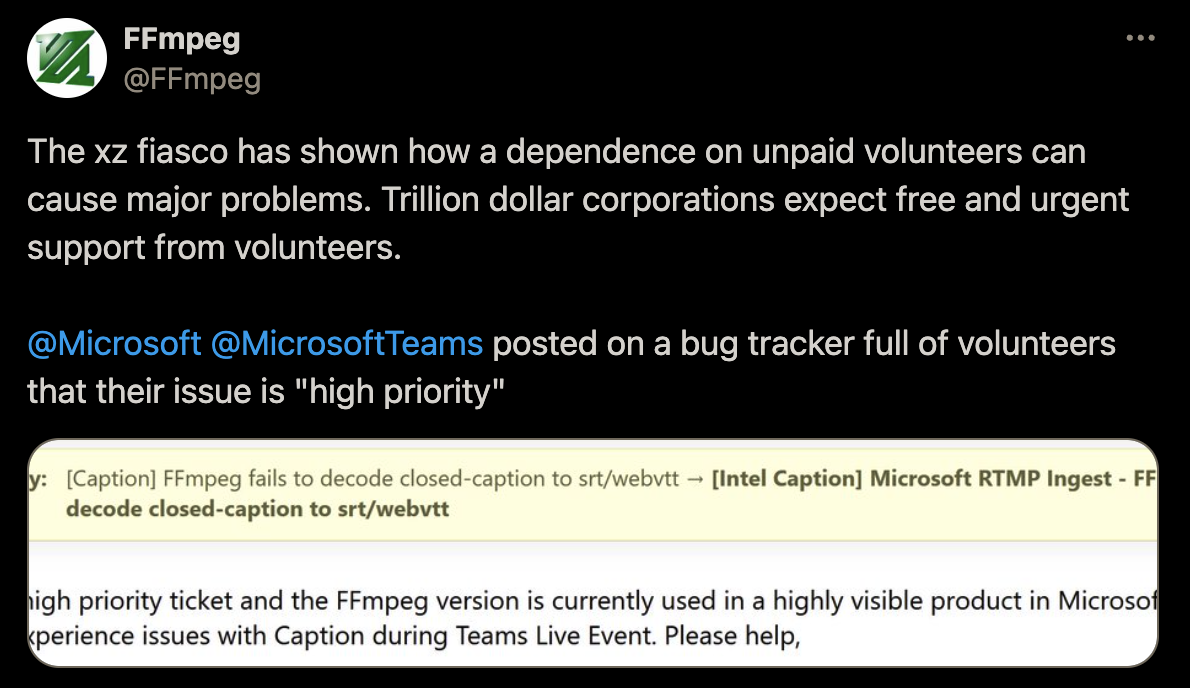 FFmpeg
@FFmpeg
The xz fiasco has shown how a dependence on unpaid volunteers can
cause major problems. Trillion dollar corporations expect free and urgent
support from volunteers.
@Microsoft @MicrosoftTeams posted on a bug tracker full of volunteers
that their issue is "high priority"
y: [Caption] FFmpeg fails to decode closed-caption to srt/webvtt → [Intel Caption] Microsoft RTMP Ingest - FF
decode closed-caption to srt/webvtt
high priority ticket and the FFmpeg version is currently used in a highly visible product in Microsof
xperience issues with Caption during Teams Live Event. Please help,